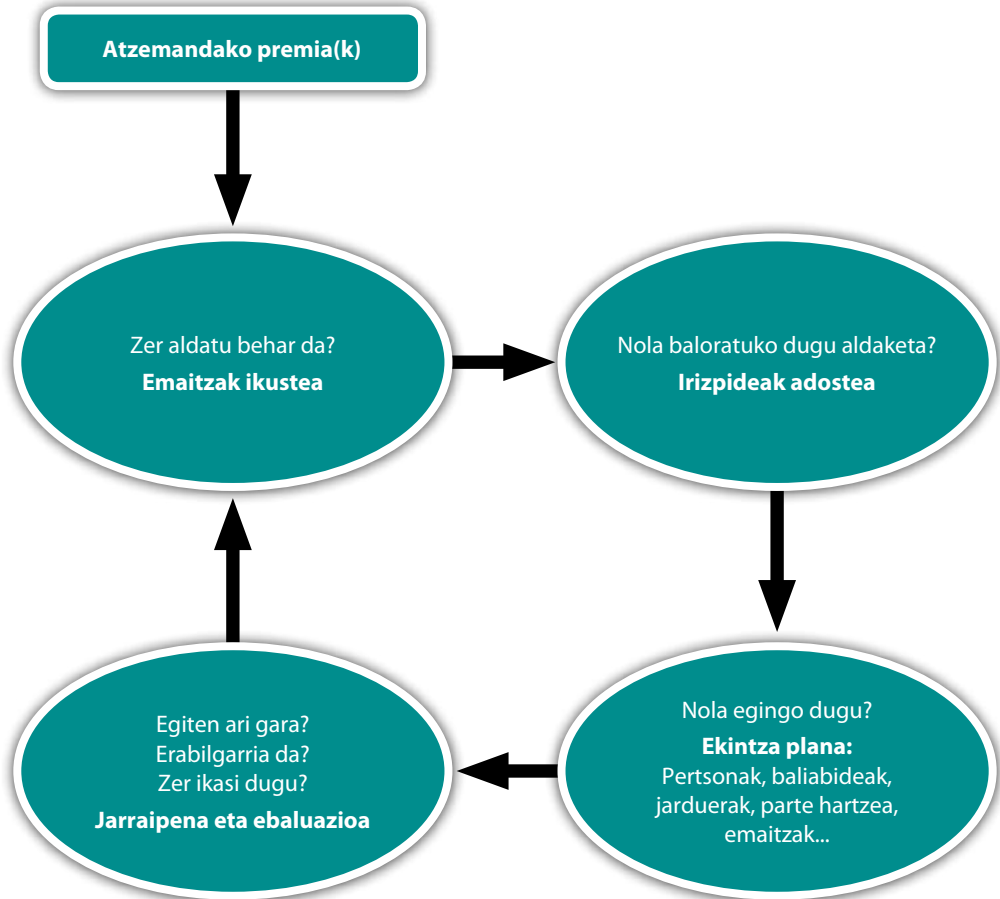 Atzemandako premia(k)
Zer aldatu behar da?
Emaitzak ikustea
Nola baloratuko dugu aldaketa?
Irizpideak adostea
Nola egingo dugu?
Ekintza plana:
Pertsonak, baliabideak,
jarduerak, parte hartzea,
emaitzak...
Egiten ari gara?
Erabilgarria da?
Zer ikasi dugu?
Jarraipena eta ebaluazioa